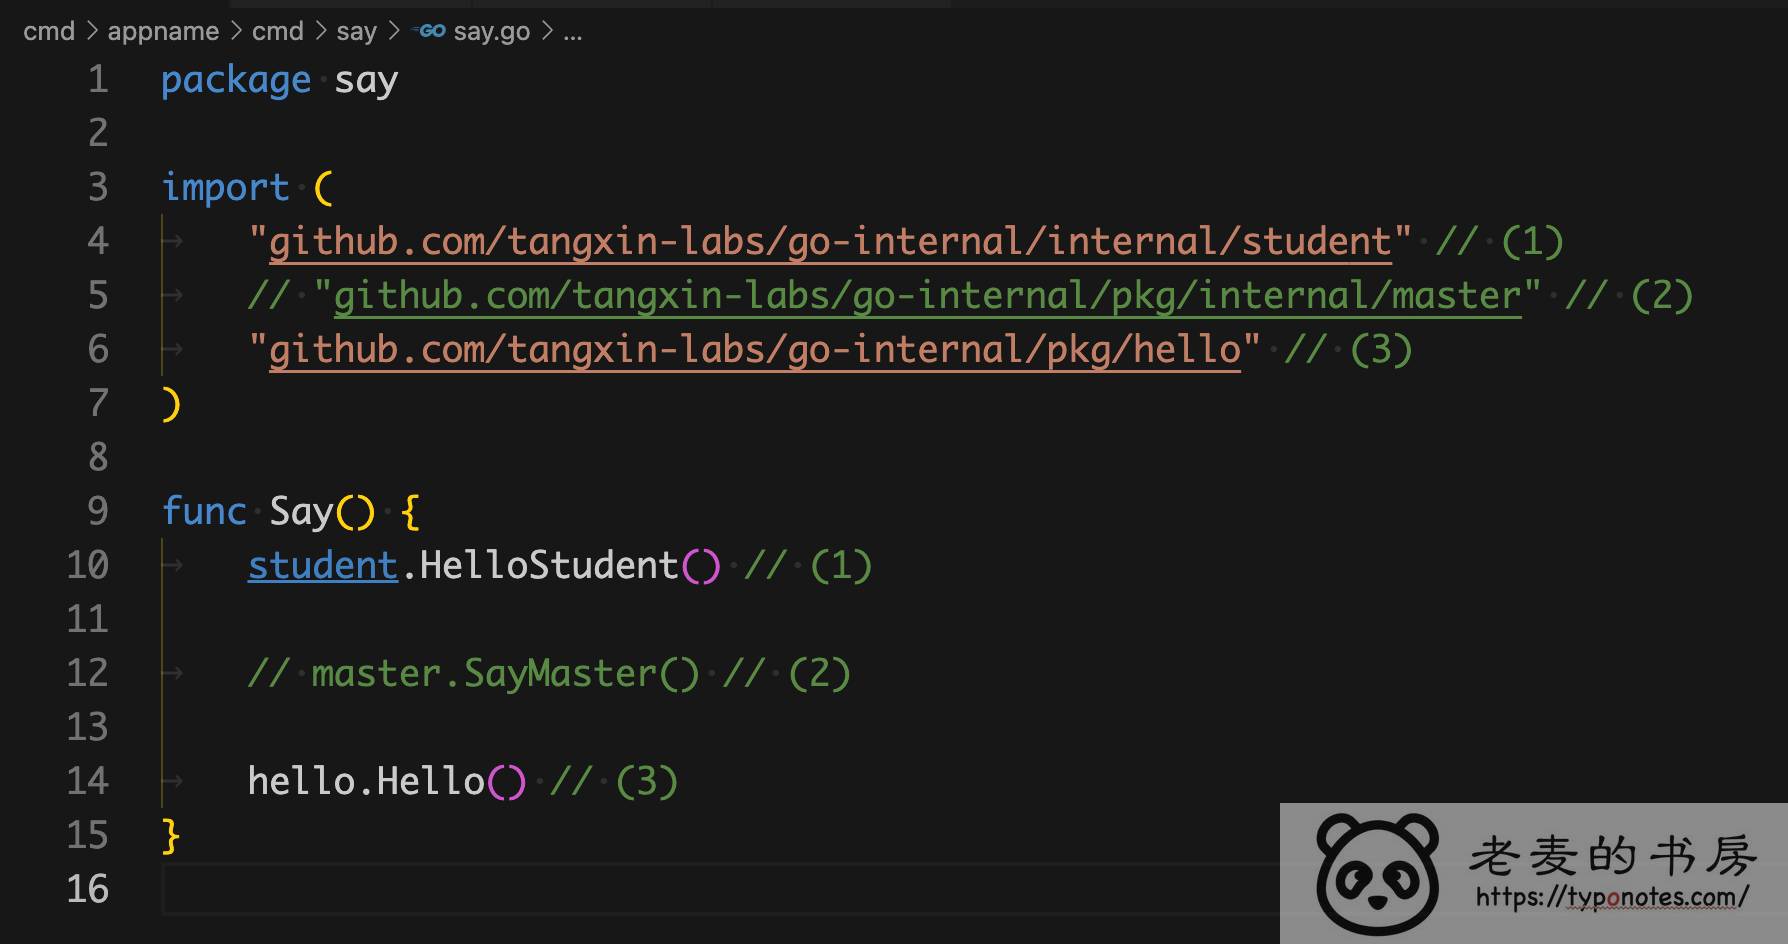 cmd > appname > cmd > say > GO say.go > ...
1 package say
2
3 import (
4 "github.com/tangxin-labs/go-internal/internal/student" // (1)
5 // "github.com/tangxin-labs/go-internal/pkg/internal/master" // (2)
6 "github.com/tangxin-labs/go-internal/pkg/hello" // (3)
7 )
8
9 func Say() {
10 student.HelloStudent() // (1)
11
12 // master.SayMaster() // (2)
13
14 hello.Hello() // (3)
15 }
16
老麦的书房
https://typonotes.com/